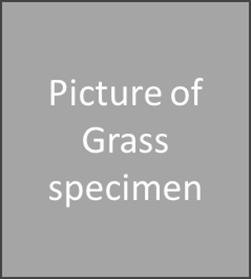 Picture of
Grass
specimen